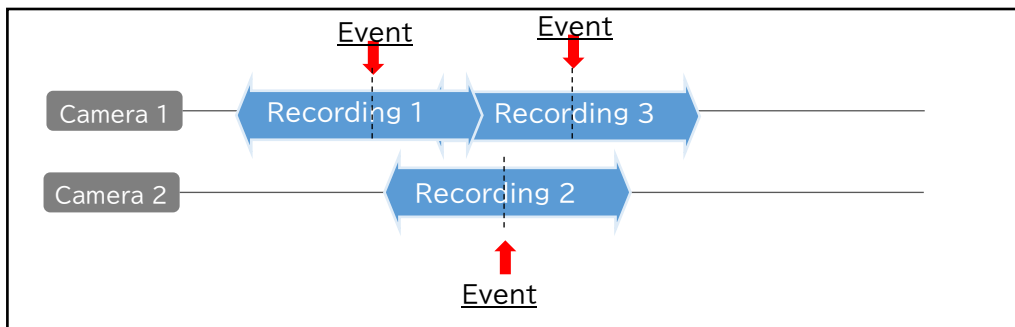 Event
Event
Camera 1
Recording 1
Recording 3
Camera 2
Recording 2
Event